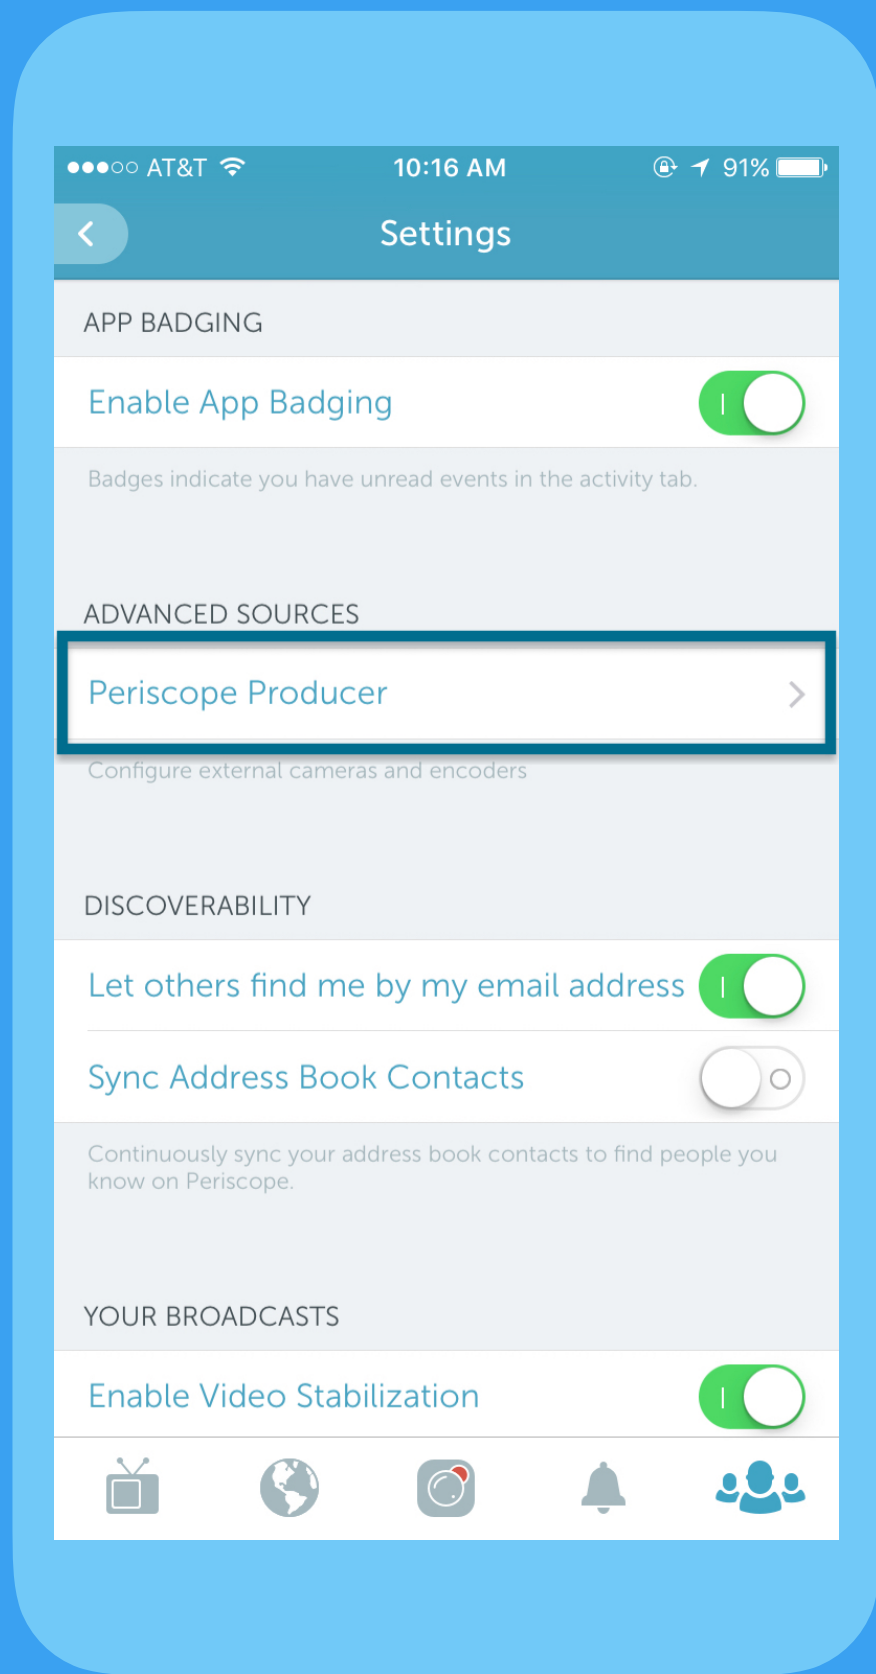 AT&T 10:16 AM 91%
Settings
APP BADGING
Enable App Badging
Badges indicate you have unread events in the activity tab.
ADVANCED SOURCES
Periscope Producer
Configure external cameras and encoders
DISCOVERABILITY
Let others find me by my email address
Sync Address Book Contacts
Continuously sync your address book contacts to find people you
know on Periscope.
YOUR BROADCASTS
Enable Video Stabilization